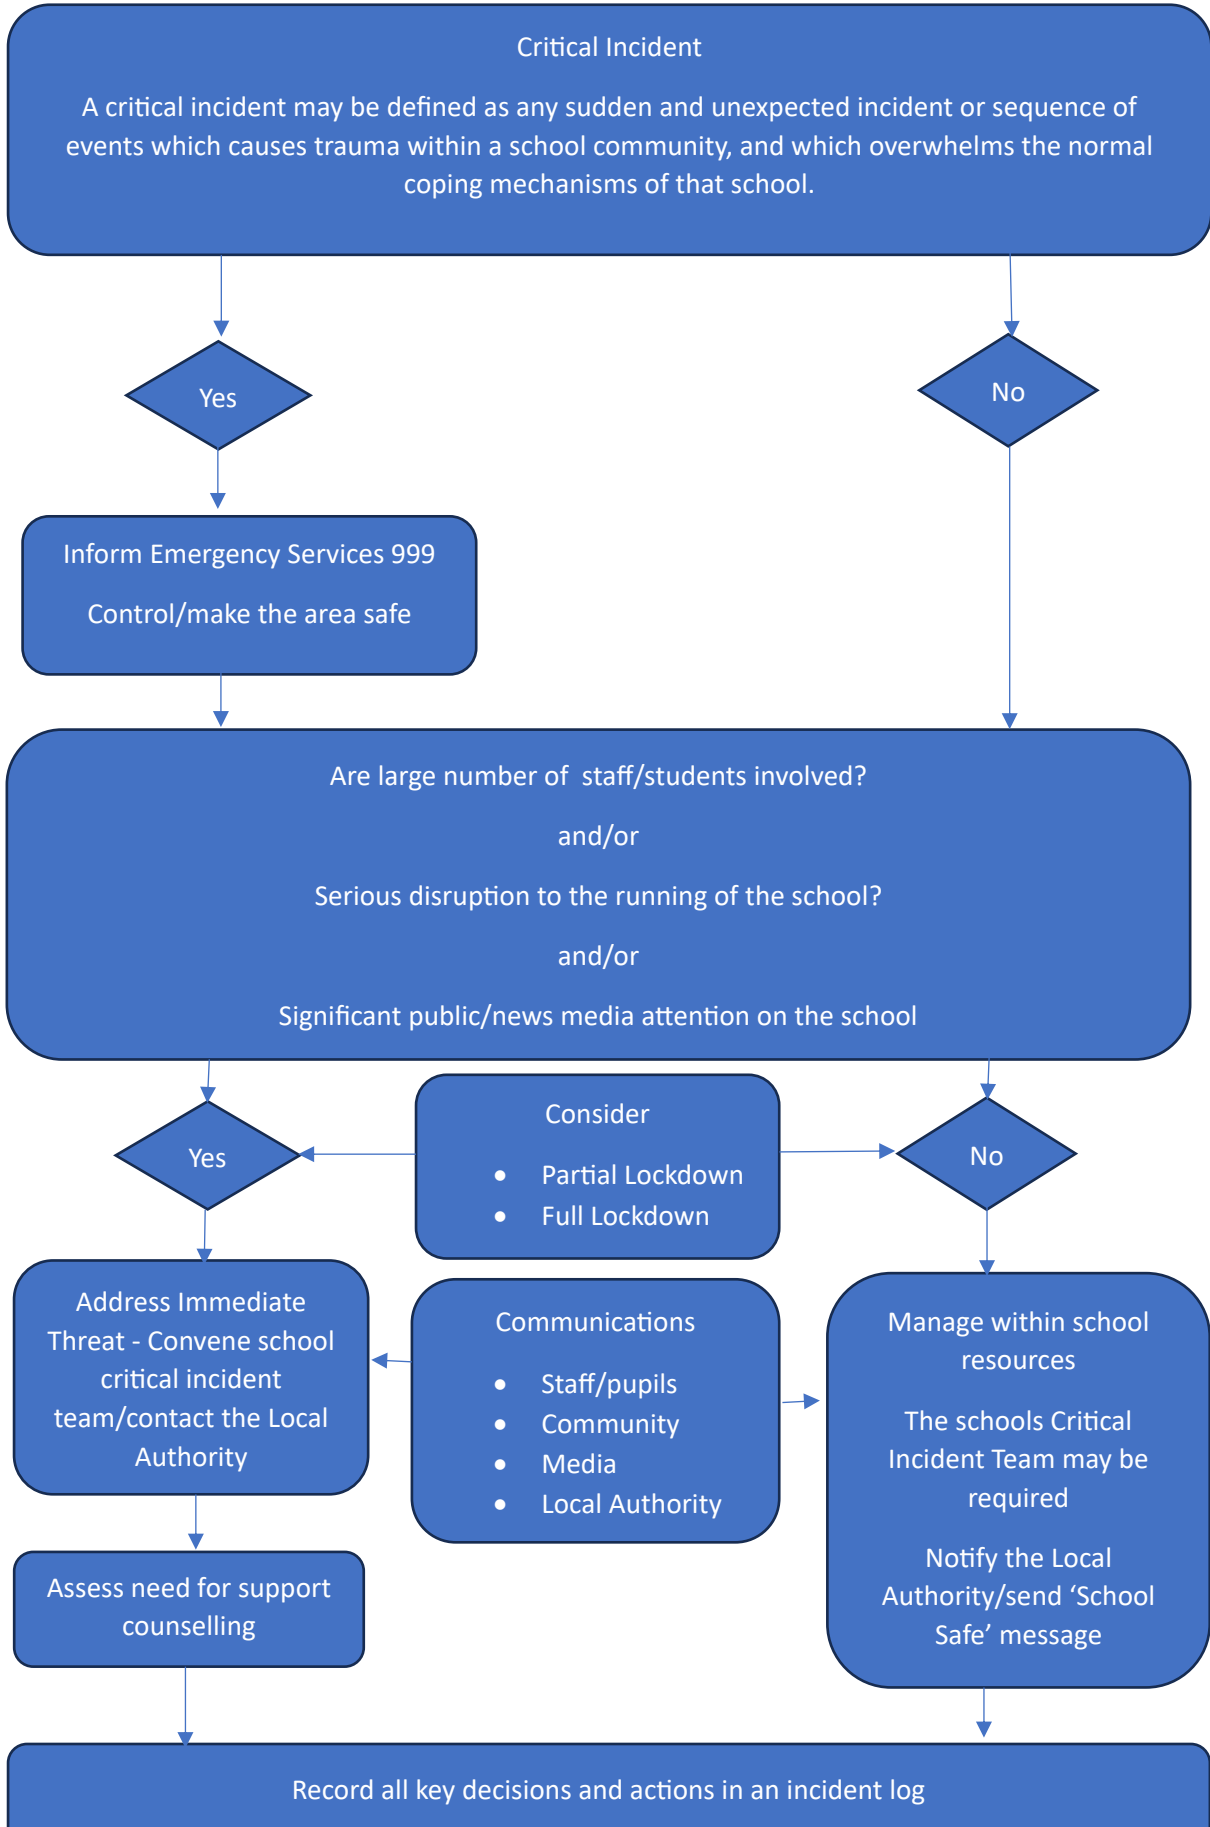 Critical Incident
A critical incident may be defined as any sudden and unexpected incident or sequence of
events which causes trauma within a school community, and which overwhelms the normal
coping mechanisms of that school.
Yes
No
Inform Emergency Services 999
Control/make the area safe
Are large number of  staff/students involved?
and/or
Serious disruption to the running of the school?
and/or
Significant public/news media attention on the school
Yes
Consider
• Partial Lockdown
• Full Lockdown
No
Address Immediate
Threat - Convene school
critical incident
team/contact the Local
Authority
Communications
• Staff/pupils
• Community
• Media
• Local Authority
Manage within school
resources
The schools Critical
Incident Team may be
required
Notify the Local
Authority/send ‘School
Safe’ message
Assess need for support
counselling
Record all key decisions and actions in an incident log